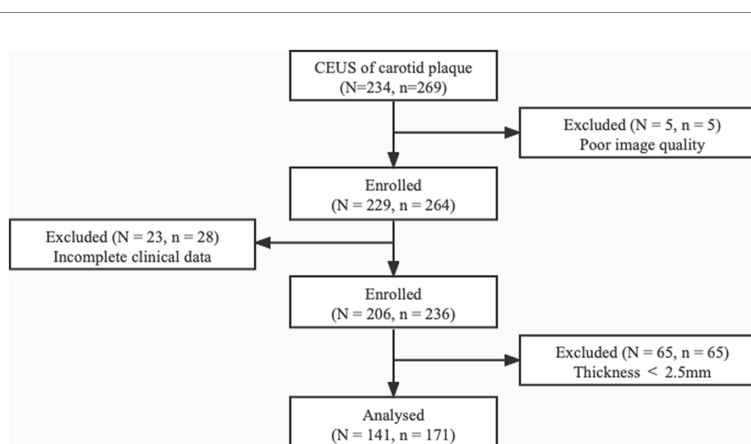 CEUS of carotid plaque
(N=234, n=269)
Excluded (N = 5, n = 5)
Poor image quality
Enrolled
(N = 229, n = 264)
Excluded (N = 23, n = 28)
Incomplete clinical data
Enrolled
(N = 206, n = 236)
Excluded (N = 65, n = 65)
Thickness < 2.5mm
Analysed
(N = 141, n = 171)